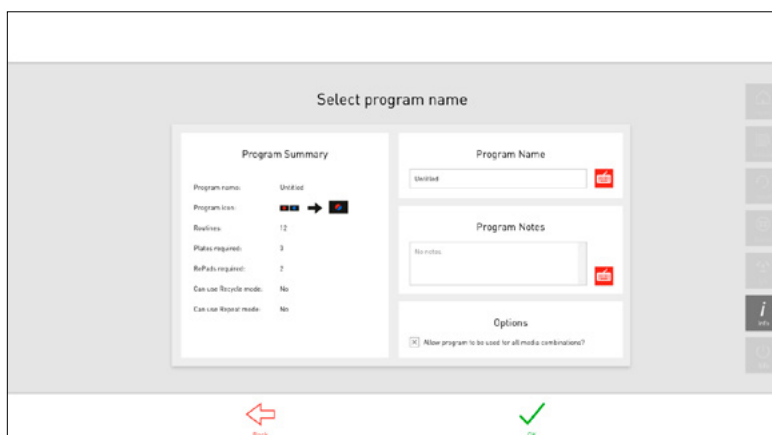 Select program name
Program Summary
Program name: Untitled
Program icon:
Routines: 12
Plates required: 3
RePads required: 2
Can use Recycle mode: No
Can use Repeat mode: No
Program Name
Untitled
Program Notes
No notes
Options
Allow program to be used for all media combinations?
i
Info
Back
OK